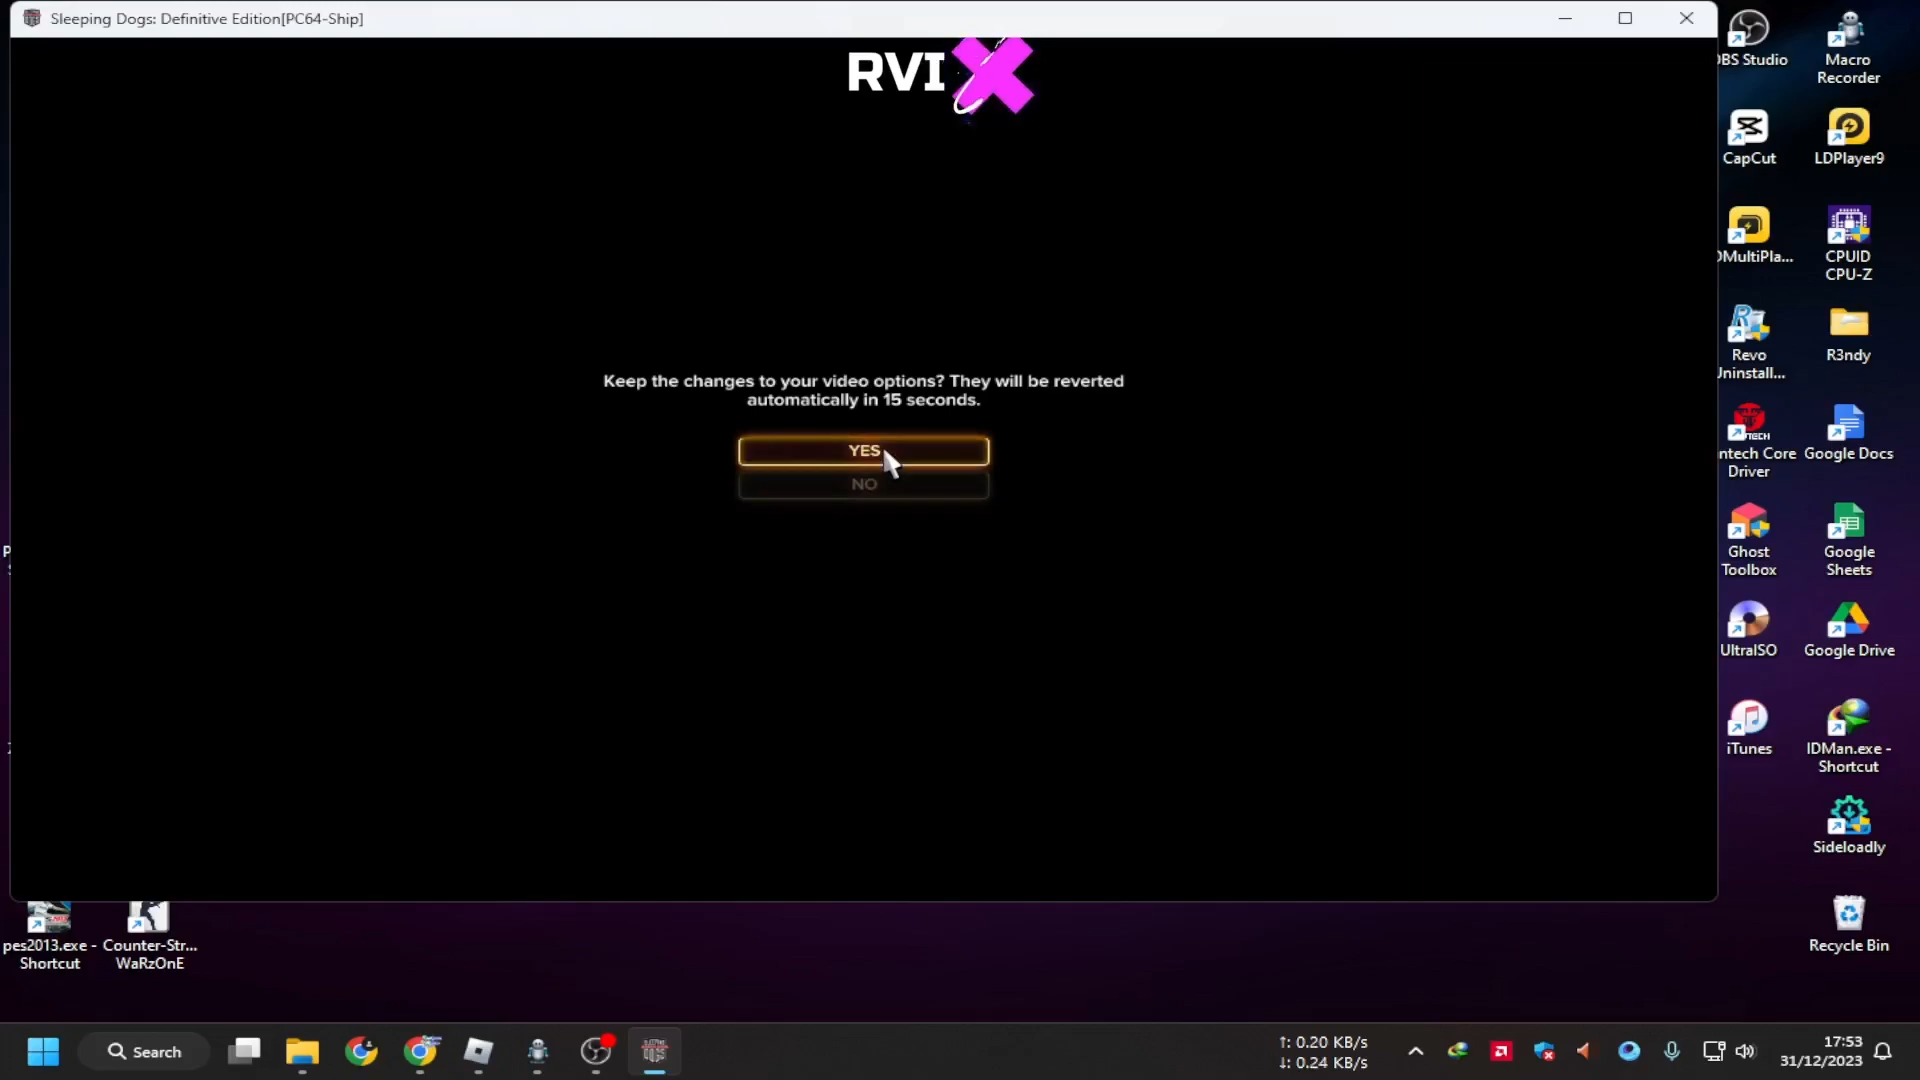 Sleeping Dogs: Definitive Edition[PC64-Ship]
RVI
Keep the changes to your video options? They will be reverted
automatically in 15 seconds.
YES
NO
BS Studio
Macro
Recorder
CapCut
LDPlayer9
MultiPla...
CPUID
CPU-Z
Revo
Uninstall...
R3ndy
ntech Core
Driver
Google Docs
Ghost
Toolbox
Google
Sheets
UltraISO
Google Drive
iTunes
IDMan.exe -
Shortcut
Sideloadly
Recycle Bin
pes2013.exe -
Shortcut
Counter-Str...
WaRzOnE
Search
↑: 0.20 KB/s
↓: 0.24 KB/s
17:53
31/12/2023